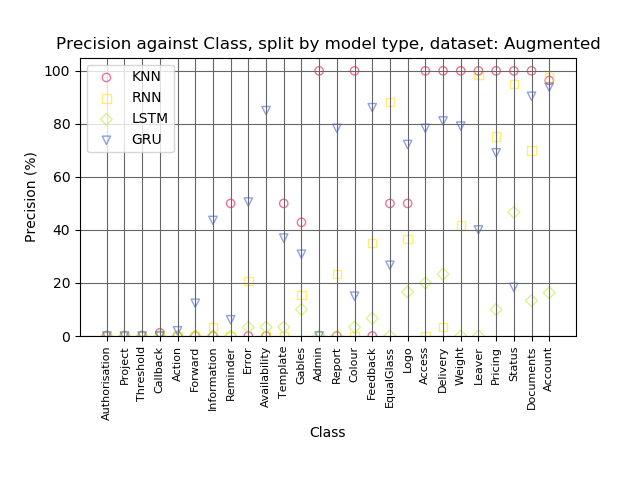 Precision against Class, split by model type, dataset: Augmented
KNN
RNN
LSTM
GRU
Precision (%)
100
80
60
40
20
0
Authorisation
Project
Threshold
Callback
Action
Forward
Information
Reminder
Error
Availability
Template
Gables
Admin
Report
Colour
Feedback
EqualGlass
Logo
Access
Delivery
Weight
Leaver
Pricing
Status
Documents
Account
Class